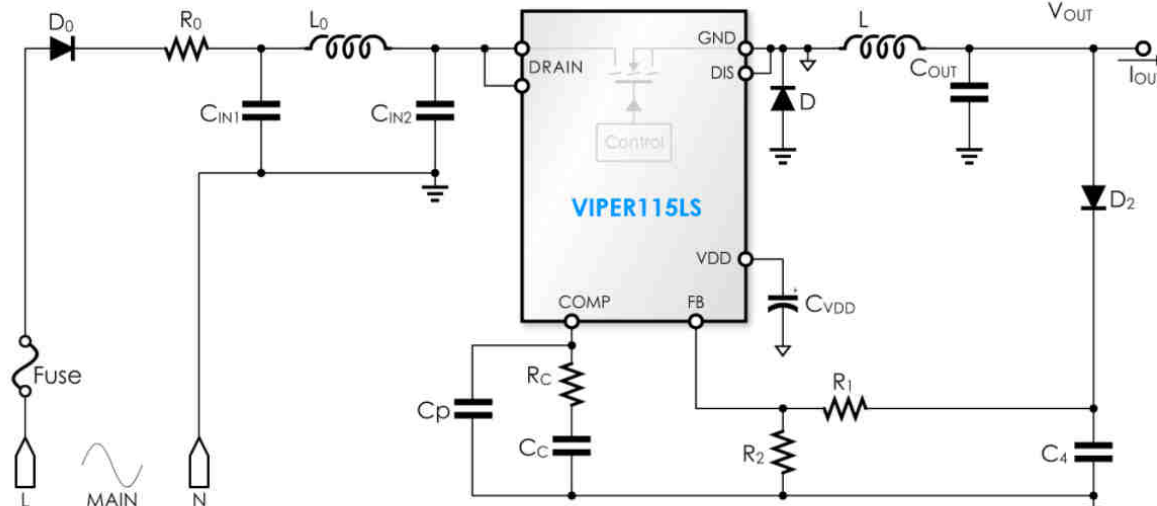 D0 R0 L0 GND L VOUT
DRAIN DIS COUT IOUT
CIN1 CIN2 D
Control
VIPER115LS D2
VDD
COMP FB CVDD
Fuse RC R1
Cp CC R2 C4
L MAIN N